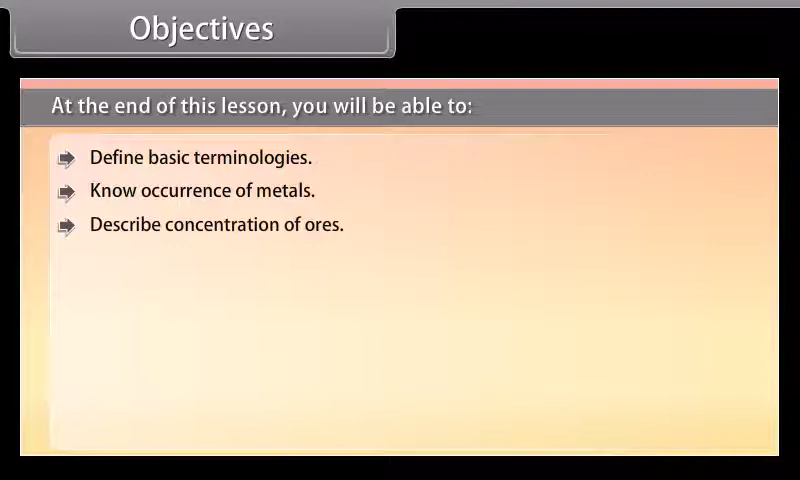 Objectives
At the end of this lesson, you will be able to:
Define basic terminologies.
Know occurrence of metals.
Describe concentration of ores.